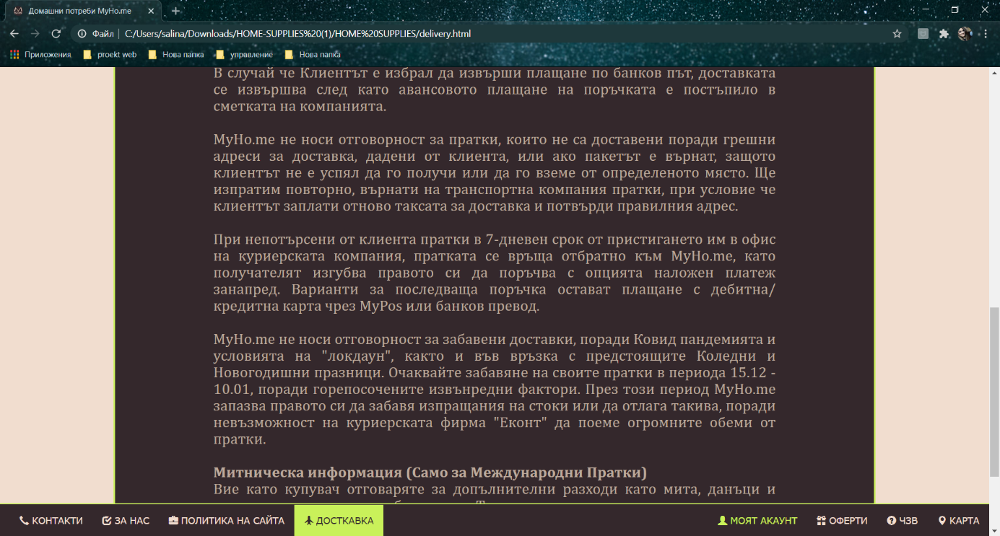 Домашни потреби MyHo.me
Файл | C:/Users/salina/Downloads/HOME-SUPPLIES%20(1)/HOME%20SUPPLIES/delivery.html
Приложения proekt web Нова папка управление Нова папка
В случай че Клиентът е избрал да извърши плащане по банков път, доставката
се извършва след като авансовото плащане на поръчката е постъпило в
сметката на компанията.
MyHo.me не носи отговорност за пратки, които не са доставени поради грешни
адреси за доставка, дадени от клиента, или ако пакетът е върнат, защото
клиентът не е успял да го получи или да го вземе от определеното място. Ще
изпратим повторно, върнати на транспортна компания пратки, при условие че
клиентът заплати отново таксата за доставка и потвърди правилния адрес.
При непотърсени от клиента пратки в 7-дневен срок от пристигането им в офис
на куриерската компания, пратката се връща отбратно към MyHo.me, като
получателят изгубва правото си да поръчва с опцията наложен платеж
занапред. Варианти за последваща поръчка остават плащане с дебитна/
кредитна карта чрез MyPos или банков превод.
MyHo.me не носи отговорност за забавени доставки, поради Ковид пандемията и
условията на "локдаун", както и във връзка с предстоящите Коледни и
Новогодишни празници. Очаквайте забавяне на своите пратки в периода 15.12 -
10.01, поради горепосочените извънредни фактори. През този период MyHo.me
запазва правото си да забавя изпращания на стоки или да отлага такива, поради
невъзможност на куриерската фирма "Еконт" да поеме огромните обеми от
пратки.
Митническа информация (Само за Международни Пратки)
Вие като купувач отговаряте за допълнителни разходи като мита, данъци и
КОНТАКТИ ЗА НАС ПОЛИТИКА НА САЙТА ДОСТКАВКА МОЯТ АКАУНТ ОФЕРТИ ЧЗВ КАРТА